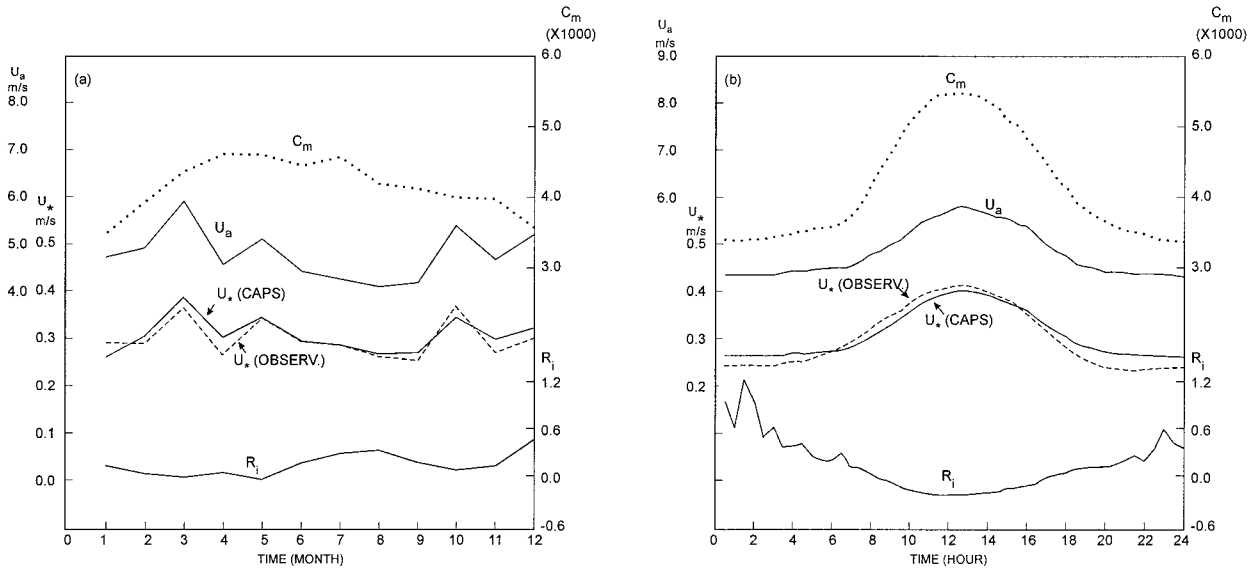 Cm
(X1000)
Ua
m/s
(a)
6.0
8.0
5.0
7.0
Cm
6.0
4.0
U*
m/s
Ua
5.0
0.5
3.0
4.0
0.4
U* (CAPS)
0.3
U* (OBSERV.)
Ri
0.2
1.2
0.1
0.6
Ri
0.0
0.0
-0.6
0 1 2 3 4 5 6 7 8 9 10 11 12
TIME (MONTH)
Ua
m/s
Cm
(X1000)
9.0
6.0
(b)
Cm
8.0
5.0
7.0
6.0
4.0
Ua
U*
m/s
0.5
3.0
U* (OBSERV.)
0.4
U* (CAPS)
0.3
Ri
0.2
1.2
0.6
Ri
0.0
-0.6
0 4 6 8 10 12 14 16 18 20 22 24
TIME (HOUR)